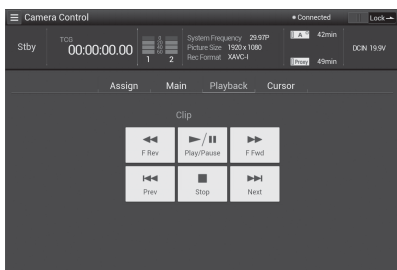 Camera Control
Connected
Lock
Stby
TCG
00:00:00.00
1 2
System Frequency 29.97P
Picture Size 1920 x 1080
Rec Format XAVC-I
A 42min
Proxy 49min
DCIN 19.9V
Assign Main Playback Cursor
Clip
F Rev Play/Pause F Fwd
Prev Stop Next